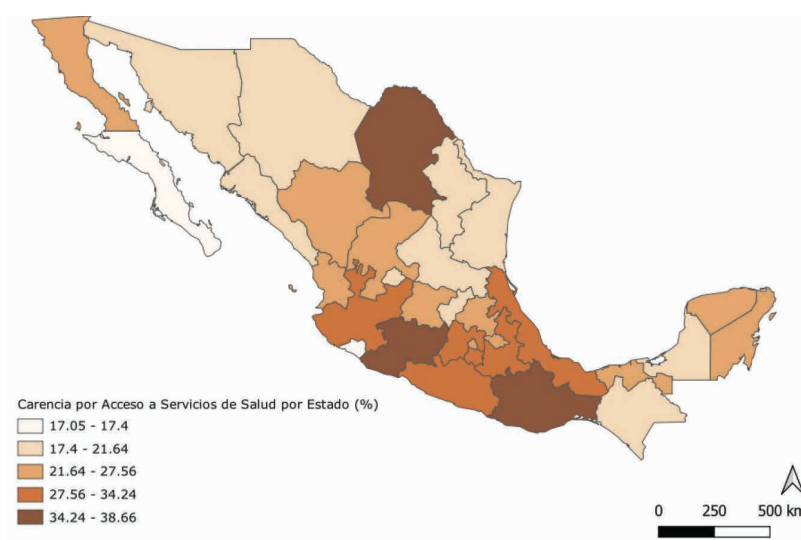 Carencia por Acceso a Servicios de Salud por Estado (%)
17.05 - 17.4
17.4 - 21.64
21.64 - 27.56
27.56 - 34.24
34.24 - 38.66
0 250 500 km